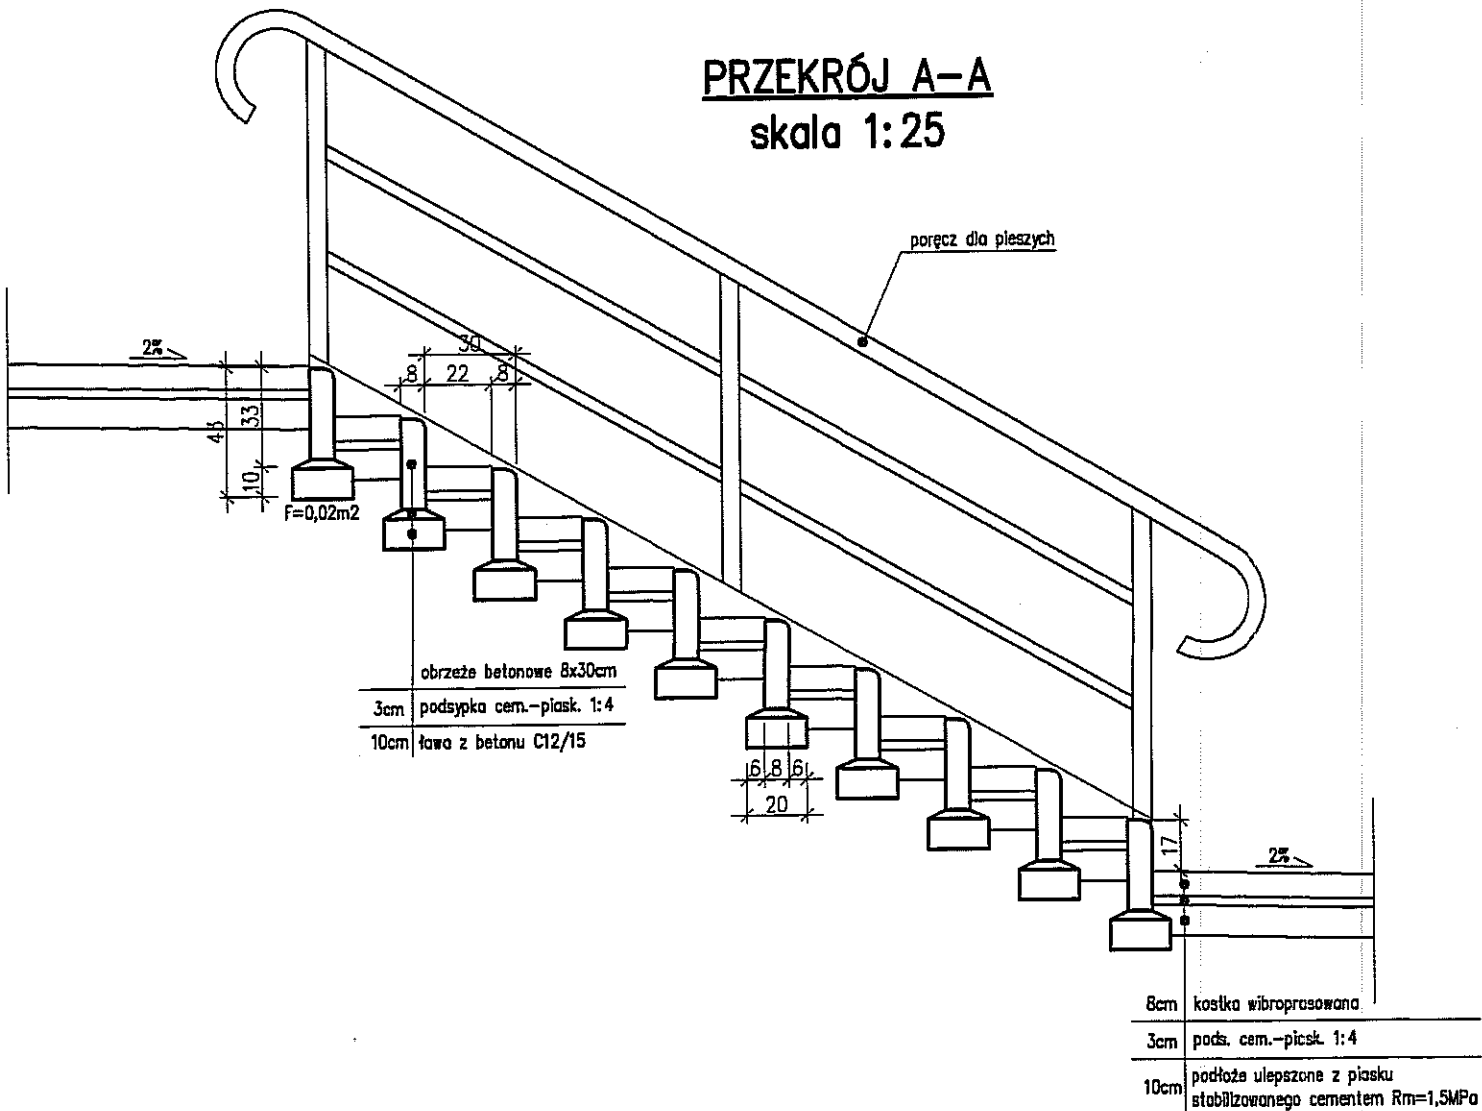 PRZEKRÓJ A-A
skala 1:25
poręcz dla pieszych
2%
30
8 22 8
43
33
10
F=0,02m2
obrzeże betonowe 8x30cm
3cm podsypka cem.-piask. 1:4
10cm ława z betonu C12/15
6 8 6
20
17
2%
8cm kostka wibroprasowana
3cm pods. cem.-piask. 1:4
10cm podłoże ulepszone z piasku
stabilizowanego cementem Rm=1,5MPa